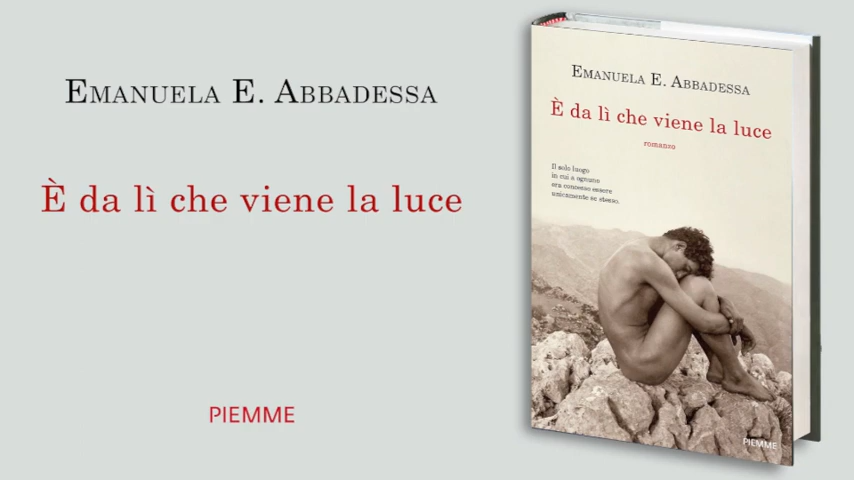 EMANUELA E. ABBADESSA
È da lì che viene la luce
PIEMME
EMANUELA E. ABBADESSA
È da lì che viene la luce
romanzo
Il solo luogo
in cui a ognuno
era concesso essere
unicamente se stesso.
PIEMME